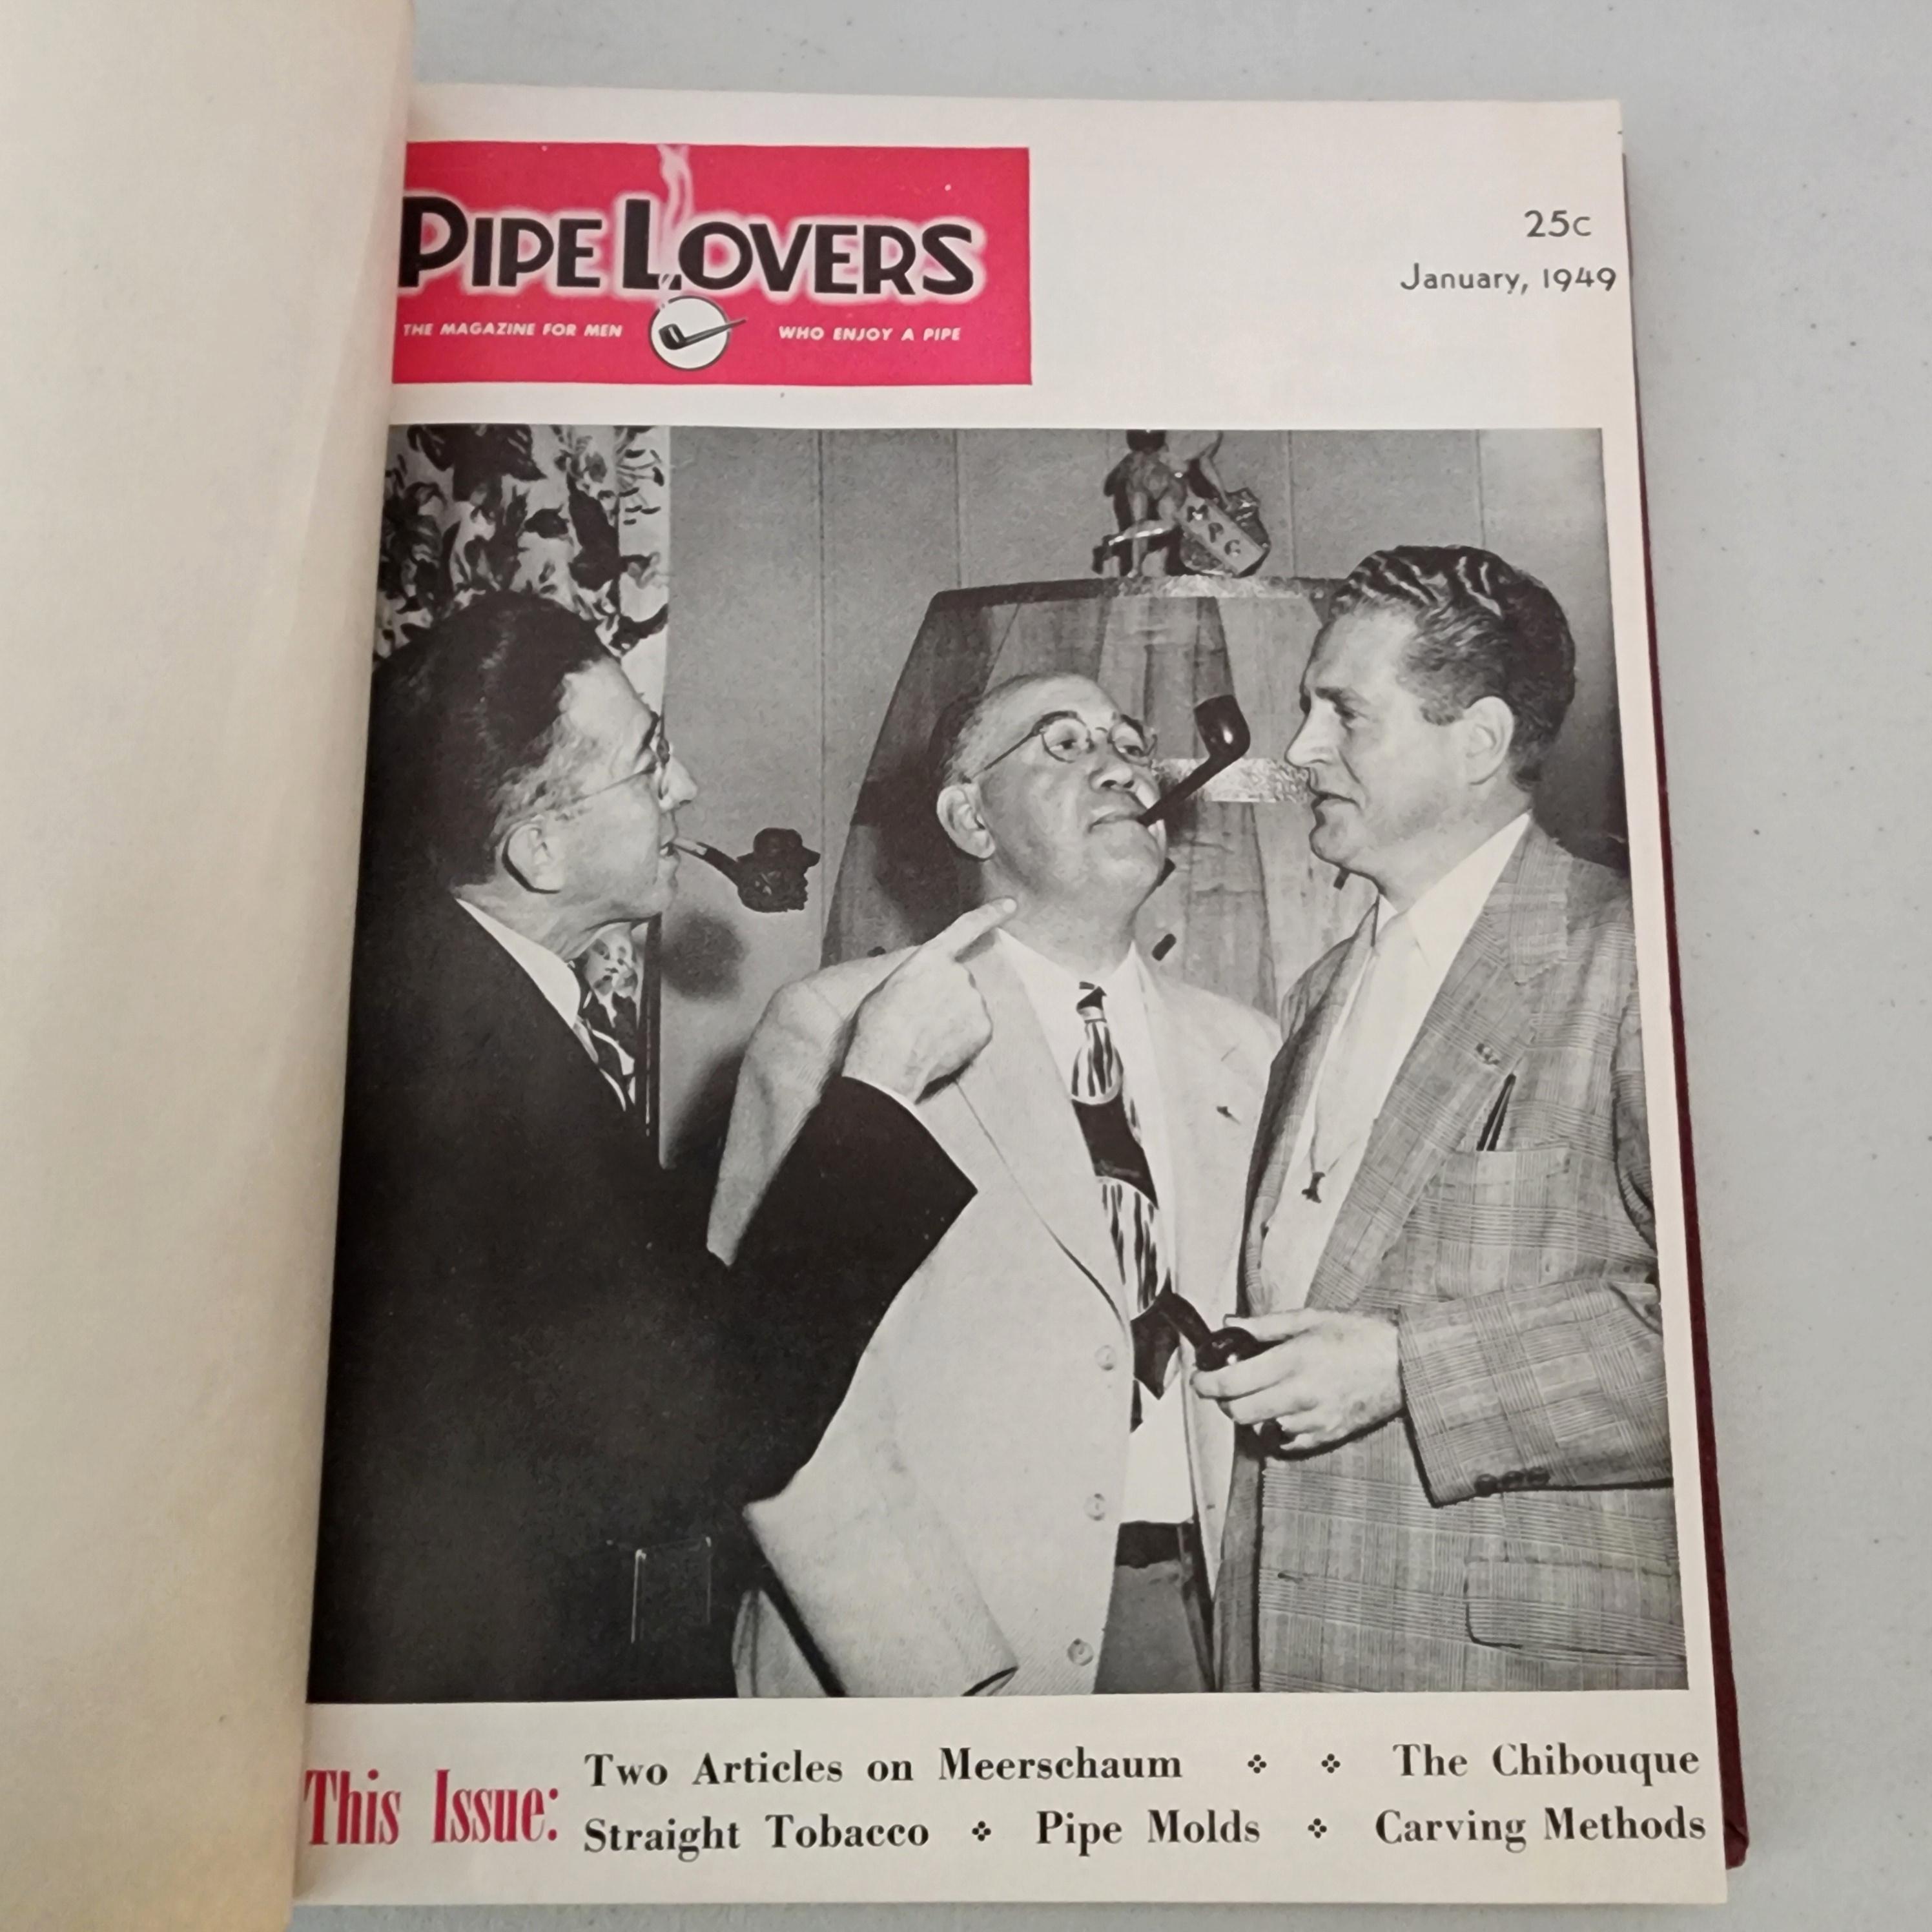 PIPE LOVERS
THE MAGAZINE FOR MEN WHO ENJOY A PIPE
25c
January, 1949
MPC
This Issue:
Two Articles on Meerschaum ❖ ❖ The Chibouque
Straight Tobacco ❖ Pipe Molds ❖ Carving Methods